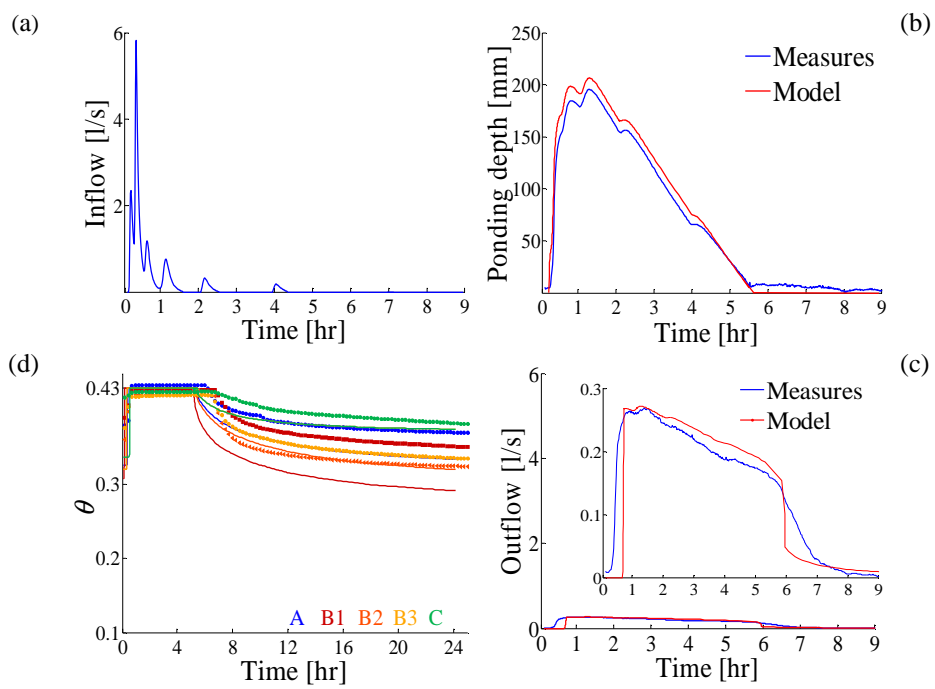 (a)
6
4
2
Inflow [l/s]
0 1 2 3 4 5 6 7 8 9
Time [hr]
(b)
250
200
150
100
50
Ponding depth [mm]
Measures
Model
0 1 2 3 4 5 6 7 8 9
Time [hr]
(d)
0.43
0.3
0.2
0.1
θ
A B1 B2 B3 C
0 4 8 12 16 20 24
Time [hr]
(c)
6
4
2
0
Outflow [l/s]
0.3
0.2
0.1
0
Measures
Model
0 1 2 3 4 5 6 7 8 9
0 1 2 3 4 5 6 7 8 9
Time [hr]